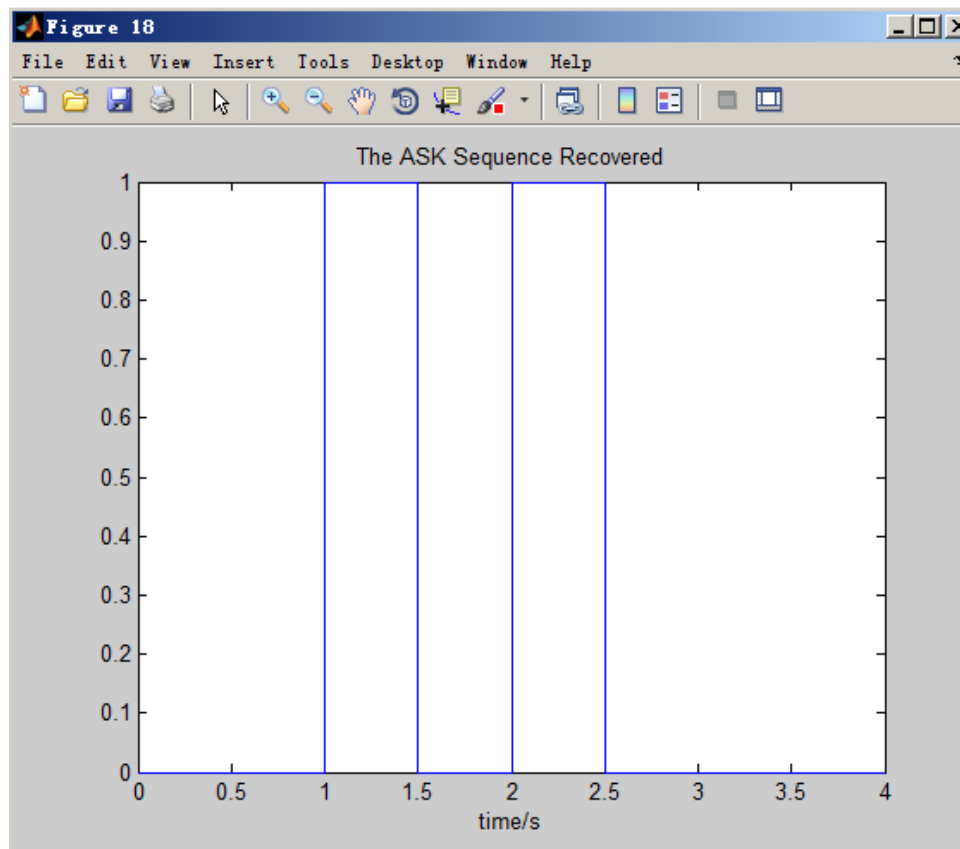 Figure 18
File Edit View Insert Tools Desktop Window Help
The ASK Sequence Recovered
1
0.9
0.8
0.7
0.6
0.5
0.4
0.3
0.2
0.1
0
0 0.5 1 1.5 2 2.5 3 3.5 4
time/s